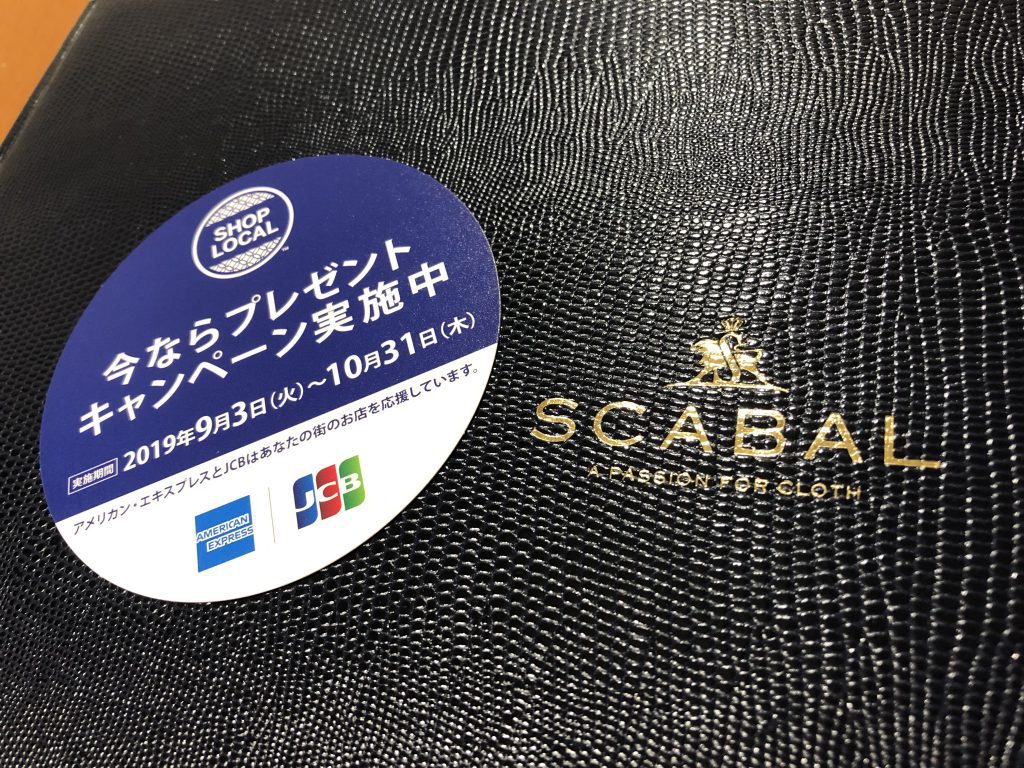 SHOP
LOCAL™
今ならプレゼント
キャンペーン実施中
実施期間 2019年9月3日(火)〜10月31日(木)
アメリカン・エキスプレスとJCBはあなたの街のお店を応援しています。
AMERICAN
EXPRESS
JCB
SCABAL
A PASSION FOR CLOTH